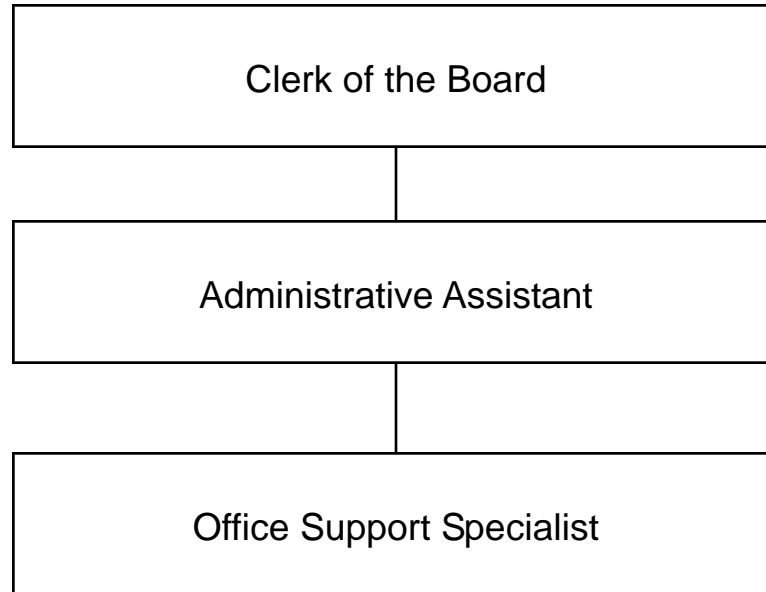 Clerk of the Board
Administrative Assistant
Office Support Specialist